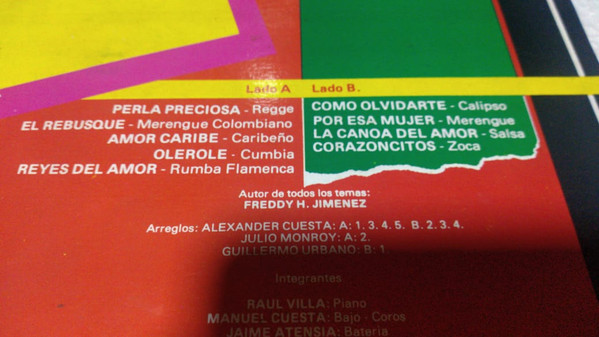 Lado A Lado B.
PERLA PRECIOSA - Regge
EL REBUSQUE - Merengue Colombiano
AMOR CARIBE - Caribeño
OLEROLE - Cumbia
REYES DEL AMOR - Rumba Flamenca
COMO OLVIDARTE - Calipso
POR ESA MUJER - Merengue
LA CANOA DEL AMOR - Salsa
CORAZONCITOS - Zoca
Autor de todos los temas:
FREDDY H. JIMENEZ
Arreglos: ALEXANDER CUESTA: A: 1. 3. 4. 5. B. 2. 3. 4.
JULIO MONROY: A: 2.
GUILLERMO URBANO: B: 1.
Integrantes
RAUL VILLA: Piano
MANUEL CUESTA: Bajo - Coros
JAIME ATENSIA: Bateria